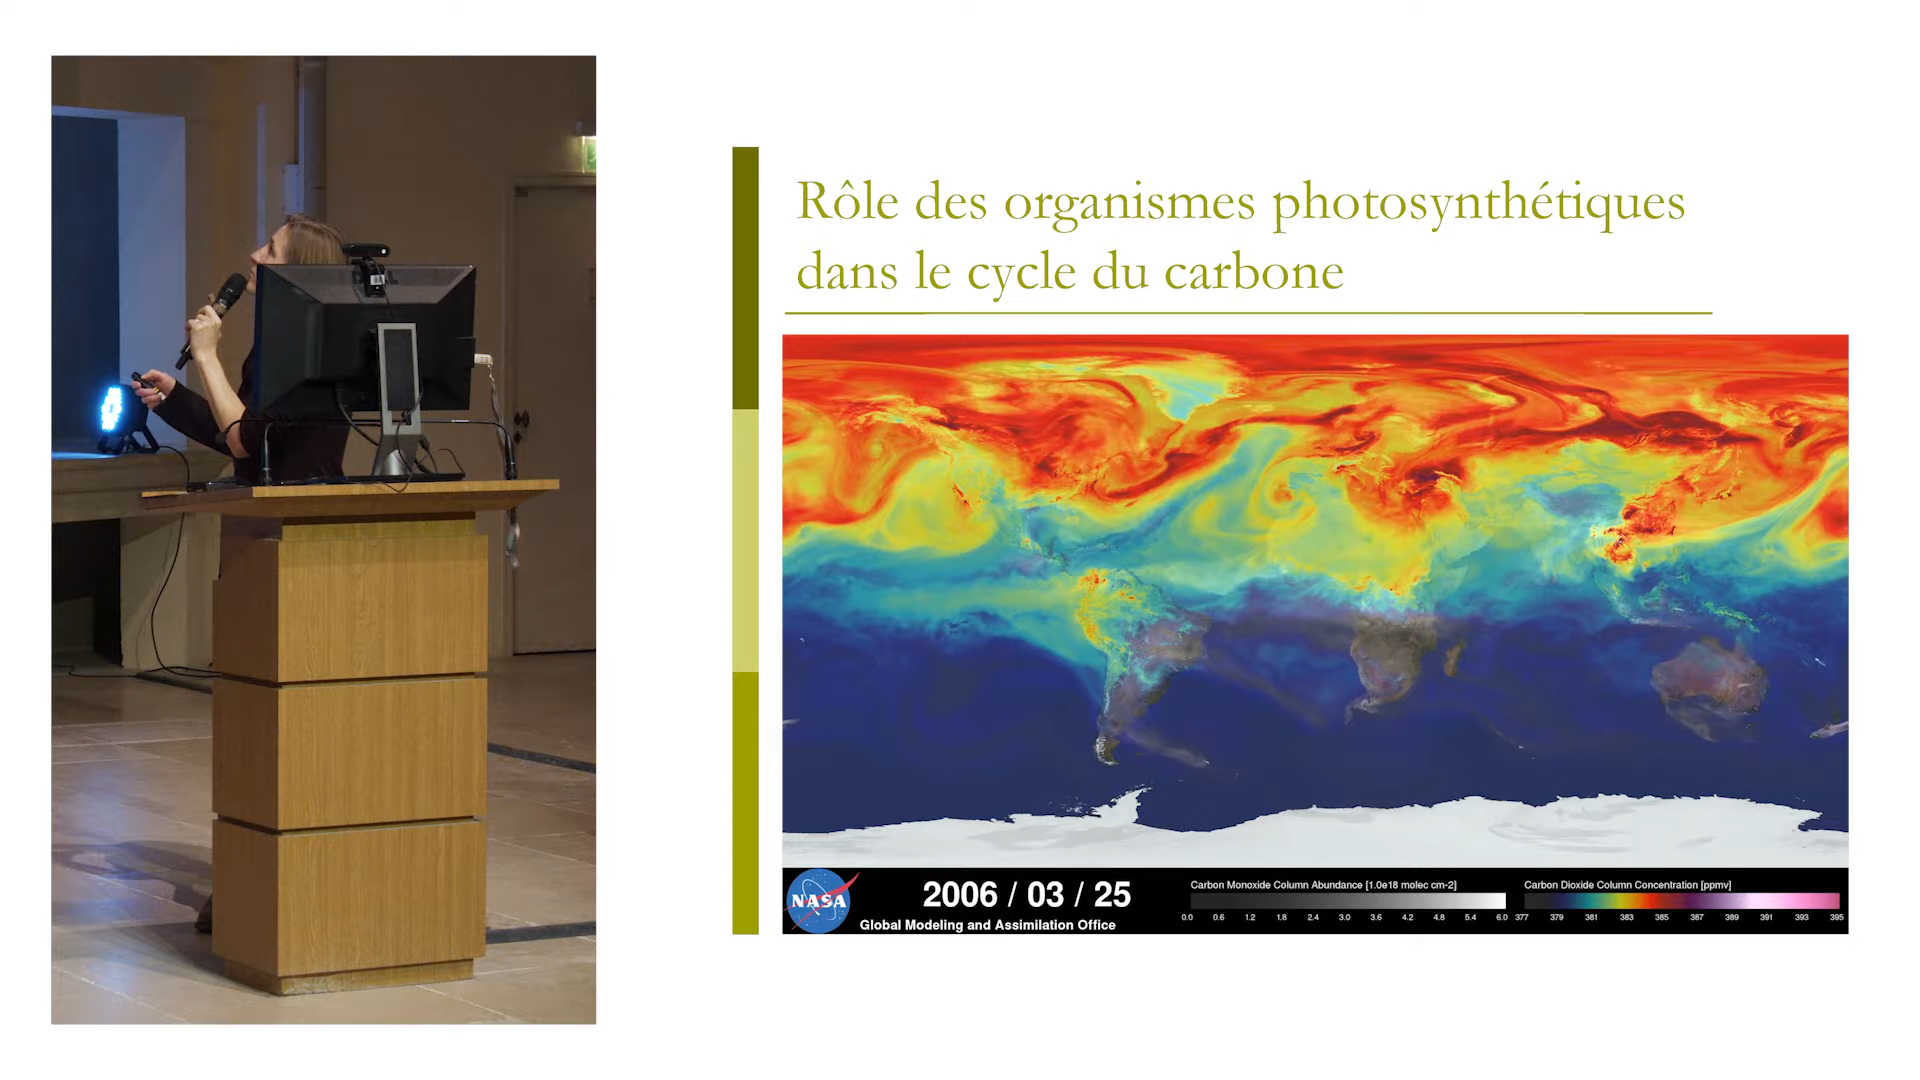 Rôle des organismes photosynthétiques
dans le cycle du carbone
NASA
2006 / 03 / 25
Global Modeling and Assimilation Office
Carbon Monoxide Column Abundance [1.0e18 molec cm-2]
0.0 0.6 1.2 1.8 2.4 3.0 3.6 4.2 4.8 5.4 6.0
Carbon Dioxide Column Concentration [ppmv]
377 379 381 383 385 387 389 391 393 395